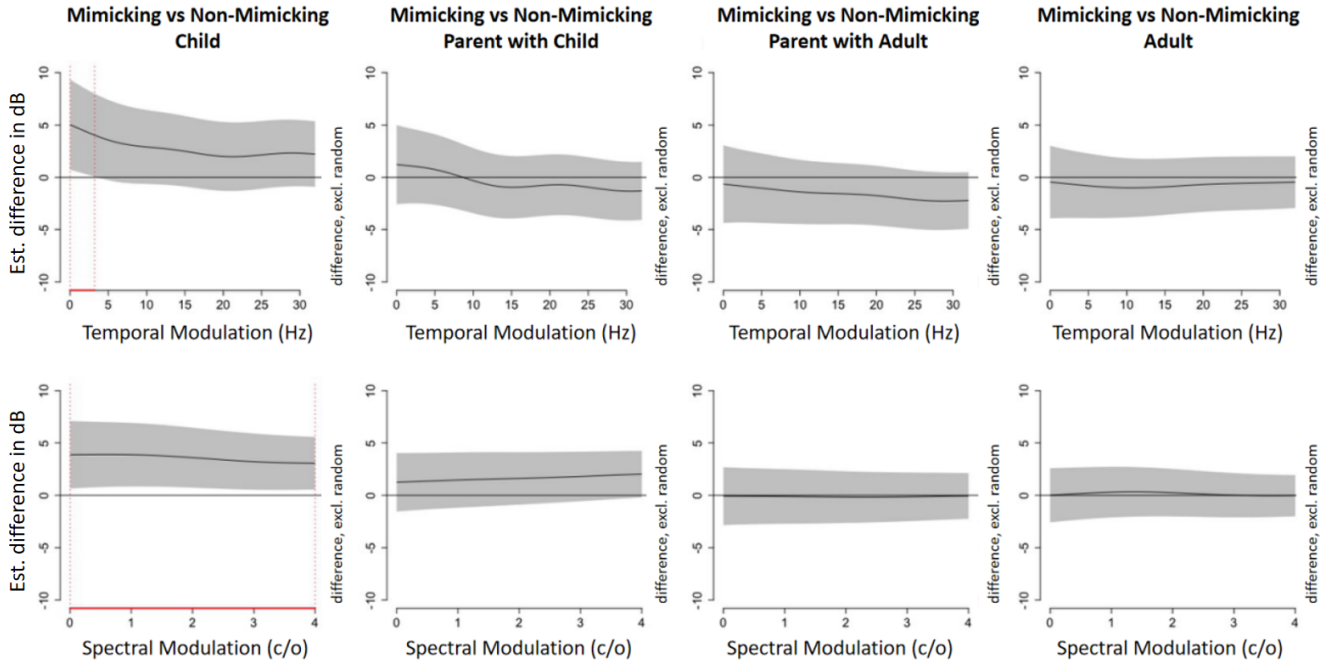 Mimicking vs Non-Mimicking
Child
Mimicking vs Non-Mimicking
Parent with Child
Mimicking vs Non-Mimicking
Parent with Adult
Mimicking vs Non-Mimicking
Adult
Est. difference in dB
10
5
0
-5
-10
0 5 10 15 20 25 30
Temporal Modulation (Hz)
difference, excl. random
10
5
0
-5
-10
0 5 10 15 20 25 30
Temporal Modulation (Hz)
difference, excl. random
10
5
0
-5
-10
0 5 10 15 20 25 30
Temporal Modulation (Hz)
difference, excl. random
10
5
0
-5
-10
0 5 10 15 20 25 30
Temporal Modulation (Hz)
Est. difference in dB
10
5
0
-5
-10
0 1 2 3 4
Spectral Modulation (c/o)
difference, excl. random
10
5
0
-5
-10
0 1 2 3 4
Spectral Modulation (c/o)
difference, excl. random
10
5
0
-5
-10
0 1 2 3 4
Spectral Modulation (c/o)
difference, excl. random
10
5
0
-5
-10
0 1 2 3 4
Spectral Modulation (c/o)